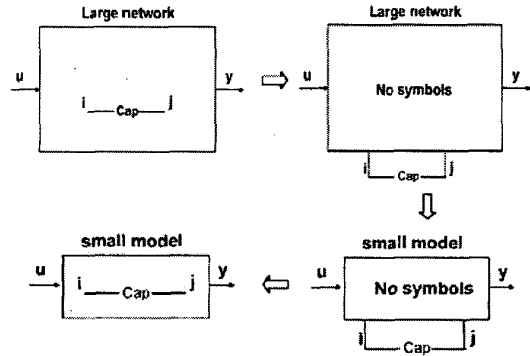 Large network
u
y
i
Cap
j
Large network
u
y
No symbols
i
Cap
j
small model
u
y
i
Cap
j
small model
u
y
No symbols
i
Cap
j